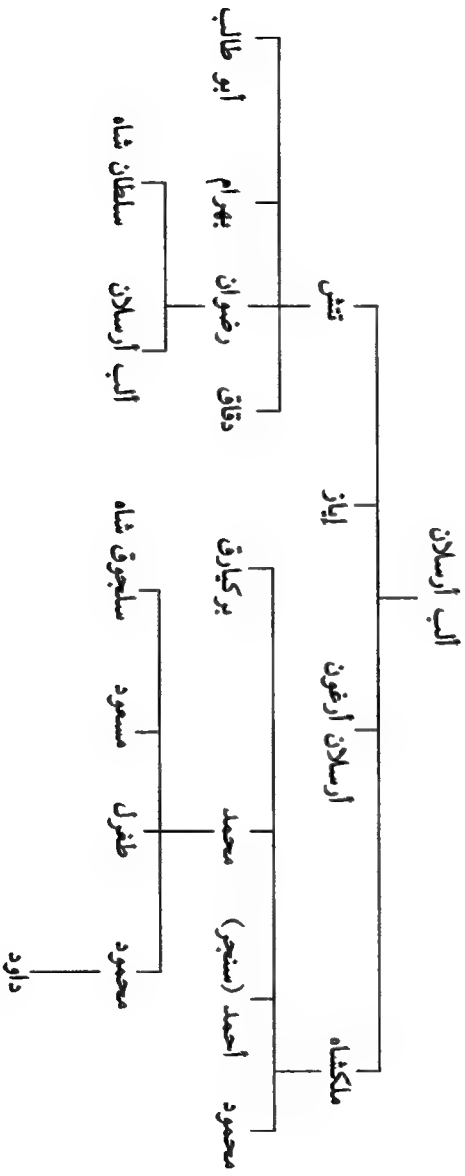 ألب أرسلان
ملكشاه
أرسلان أرغون
إياز
تتش
محمود
أحمد (سنجر)
محمد
بركيارق
دقاق
رضوان
بهرام
أبو طالب
محمود
طغرل
مسعود
سلجوق شاه
ألب أرسلان
سلطان شاه
داود